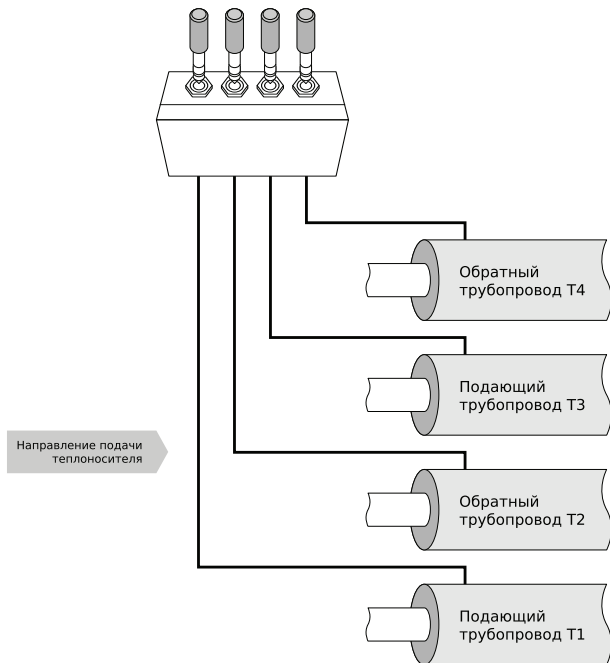 Обратный
трубопровод Т4
Подающий
трубопровод Т3
Направление подачи
теплоносителя
Обратный
трубопровод Т2
Подающий
трубопровод Т1